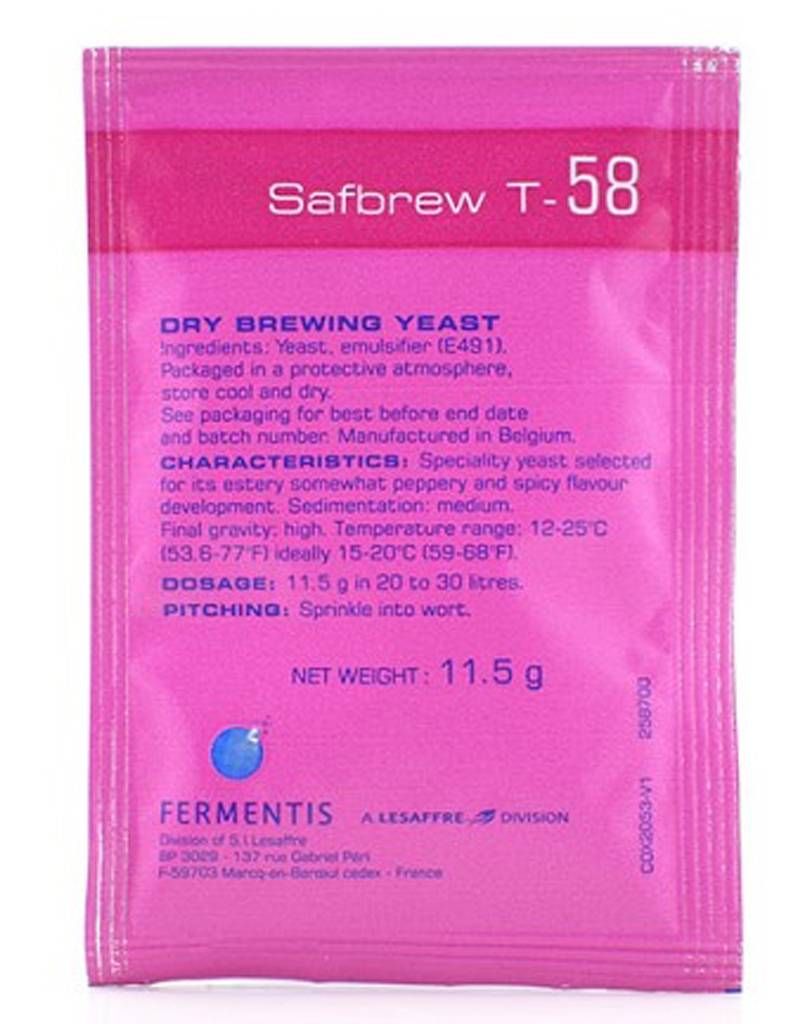 Safbrew T-58
DRY BREWING YEAST
Ingredients: Yeast, emulsifier (E491).
Packaged in a protective atmosphere,
store cool and dry.
See packaging for best before end date
and batch number. Manufactured in Belgium.
CHARACTERISTICS: Speciality yeast selected
for its estery somewhat peppery and spicy flavour
development. Sedimentation: medium.
Final gravity: high. Temperature range: 12-25°C
(53.6-77°F) ideally 15-20°C (59-68°F).
DOSAGE: 11.5 g in 20 to 30 litres.
PITCHING: Sprinkle into wort.
NET WEIGHT: 11.5 g
FERMENTIS A LESAFFRE DIVISION
Division of S.I.Lesaffre
BP 3029 - 137 rue Gabriel Péri
F-59703 Marcq-en-Barœul cedex - France
CDX2053-V1 258700